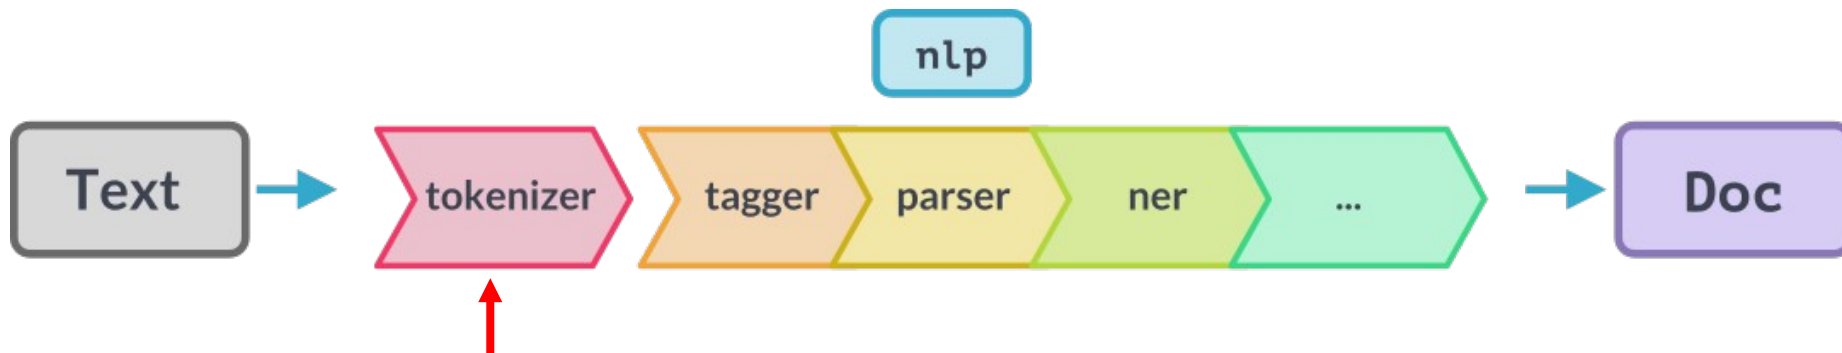 nlp
Text
tokenizer
tagger
parser
ner
...
Doc